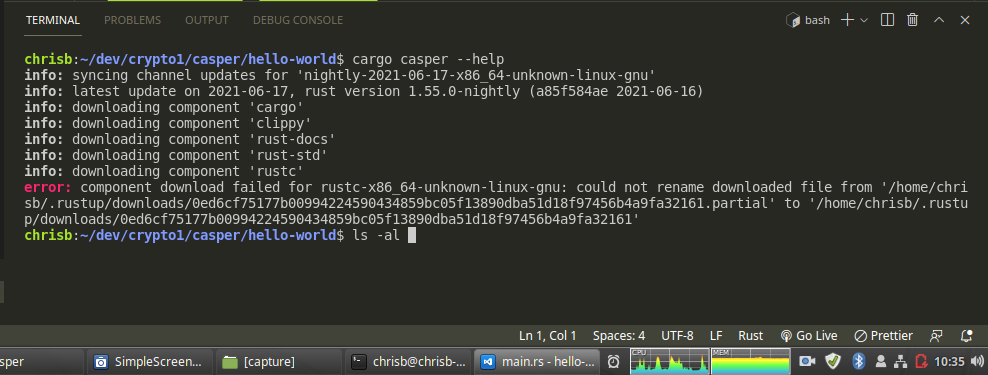 TERMINAL PROBLEMS OUTPUT DEBUG CONSOLE bash
chrisb:~/dev/crypto1/casper/hello-world$ cargo casper --help
info: syncing channel updates for 'nightly-2021-06-17-x86_64-unknown-linux-gnu'
info: latest update on 2021-06-17, rust version 1.55.0-nightly (a85f584ae 2021-06-16)
info: downloading component 'cargo'
info: downloading component 'clippy'
info: downloading component 'rust-docs'
info: downloading component 'rust-std'
info: downloading component 'rustc'
error: component download failed for rustc-x86_64-unknown-linux-gnu: could not rename downloaded file from '/home/chri
sb/.rustup/downloads/0ed6cf75177b00994224590434859bc05f13890dba51d18f97456b4a9fa32161.partial' to '/home/chrisb/.rustu
p/downloads/0ed6cf75177b00994224590434859bc05f13890dba51d18f97456b4a9fa32161'
chrisb:~/dev/crypto1/casper/hello-world$ ls -al
Ln 1, Col 1 Spaces: 4 UTF-8 LF Rust Go Live Prettier
sper SimpleScreen... [capture] chrisb@chrisb-... main.rs - hello-... CPU MEM 10:35